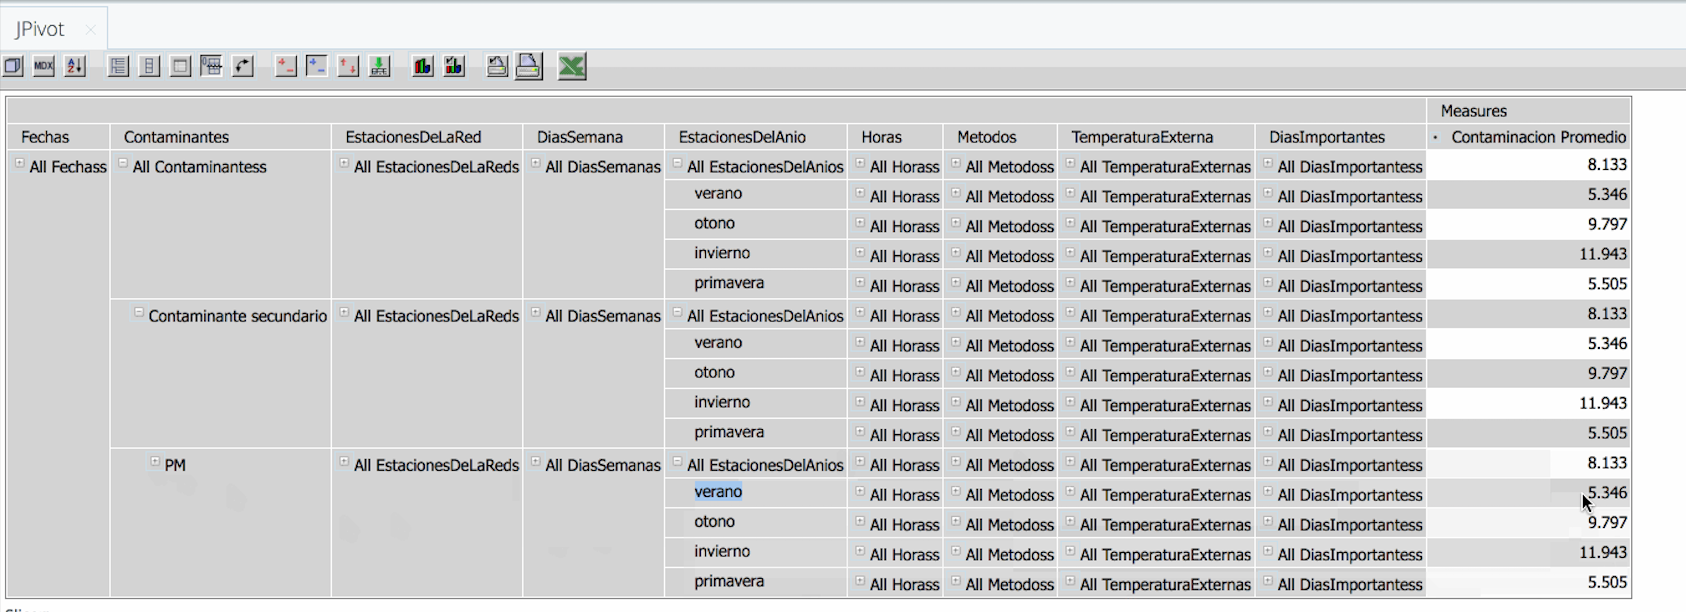 JPivot
MDX
Measures
Fechas Contaminantes EstacionesDeLaRed DiasSemana EstacionesDelAnio Horas Metodos TemperaturaExterna DiasImportantes Contaminacion Promedio
All Fechass All Contaminantess All EstacionesDeLaReds All DiasSemanas All EstacionesDelAnios All Horass All Metodoss All TemperaturaExternas All DiasImportantess 8.133
verano All Horass All Metodoss All TemperaturaExternas All DiasImportantess 5.346
otono All Horass All Metodoss All TemperaturaExternas All DiasImportantess 9.797
invierno All Horass All Metodoss All TemperaturaExternas All DiasImportantess 11.943
primavera All Horass All Metodoss All TemperaturaExternas All DiasImportantess 5.505
Contaminante secundario All EstacionesDeLaReds All DiasSemanas All EstacionesDelAnios All Horass All Metodoss All TemperaturaExternas All DiasImportantess 8.133
verano All Horass All Metodoss All TemperaturaExternas All DiasImportantess 5.346
otono All Horass All Metodoss All TemperaturaExternas All DiasImportantess 9.797
invierno All Horass All Metodoss All TemperaturaExternas All DiasImportantess 11.943
primavera All Horass All Metodoss All TemperaturaExternas All DiasImportantess 5.505
PM All EstacionesDeLaReds All DiasSemanas All EstacionesDelAnios All Horass All Metodoss All TemperaturaExternas All DiasImportantess 8.133
verano All Horass All Metodoss All TemperaturaExternas All DiasImportantess 5.346
otono All Horass All Metodoss All TemperaturaExternas All DiasImportantess 9.797
invierno All Horass All Metodoss All TemperaturaExternas All DiasImportantess 11.943
primavera All Horass All Metodoss All TemperaturaExternas All DiasImportantess 5.505